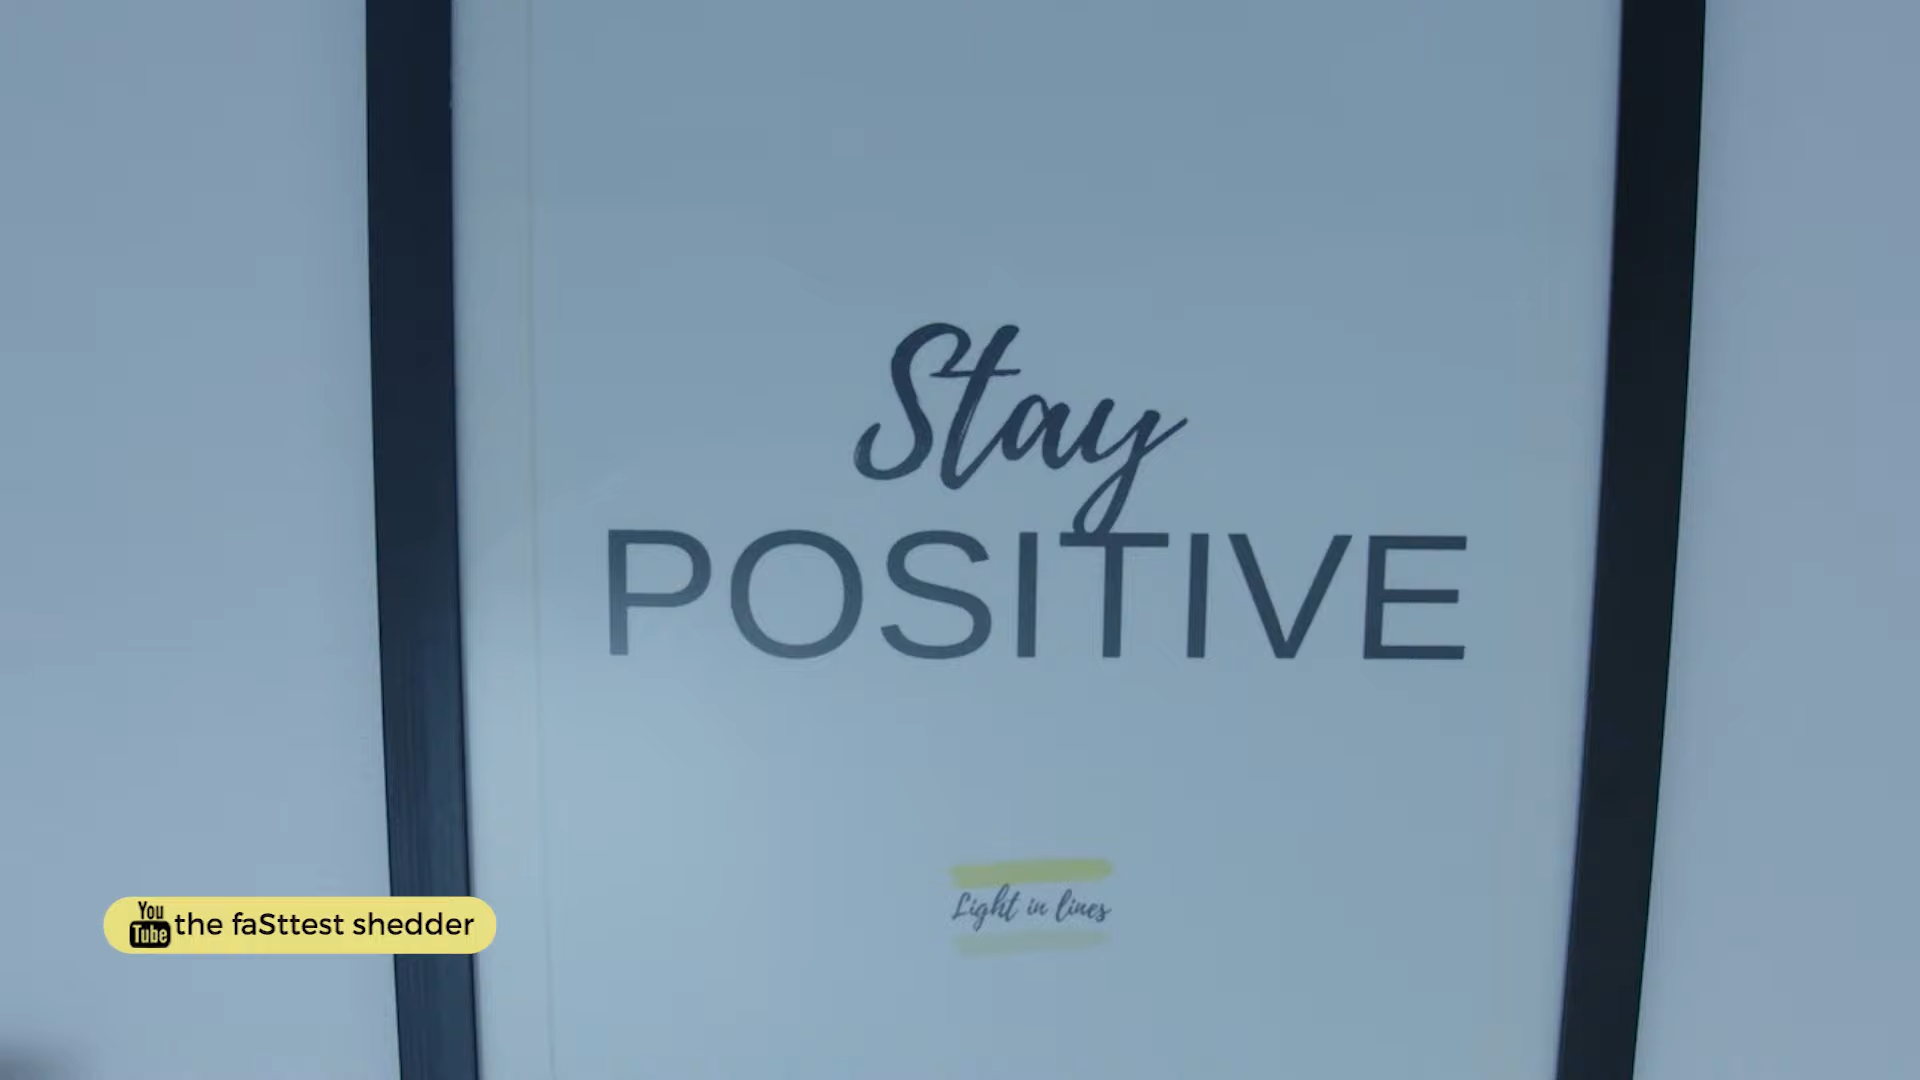 Stay
POSITIVE
Light in lines
You
Tube
the faSttest shedder